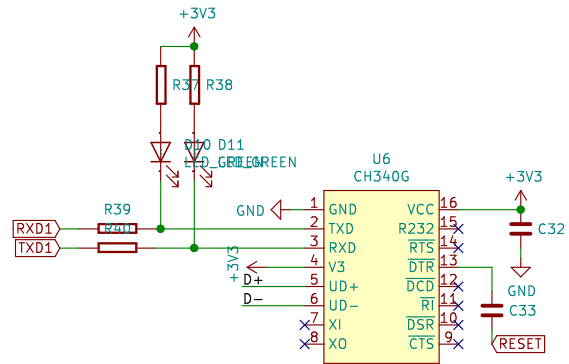 +3V3
R37 R38
D10 D11
LED_GREEN LED_GREEN
U6
CH340G
+3V3
R39
RXD1
R40
TXD1
GND
1 GND VCC 16
2 TXD R232 15
3 RXD RTS 14
+3V3
4 V3 DTR 13
D+ 5 UD+ DCD 12
D- 6 UD- RI 11
7 XI DSR 10
8 XO CTS 9
C32
GND
C33
RESET